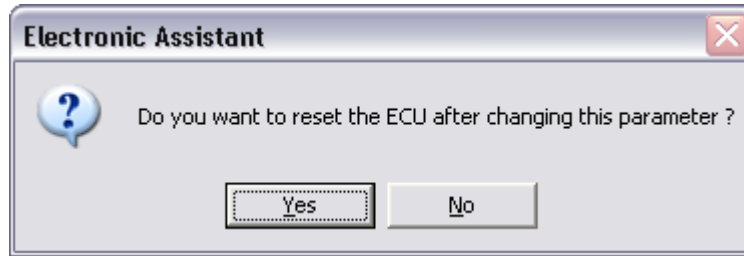 Electronic Assistant
Do you want to reset the ECU after changing this parameter ?
Yes
No